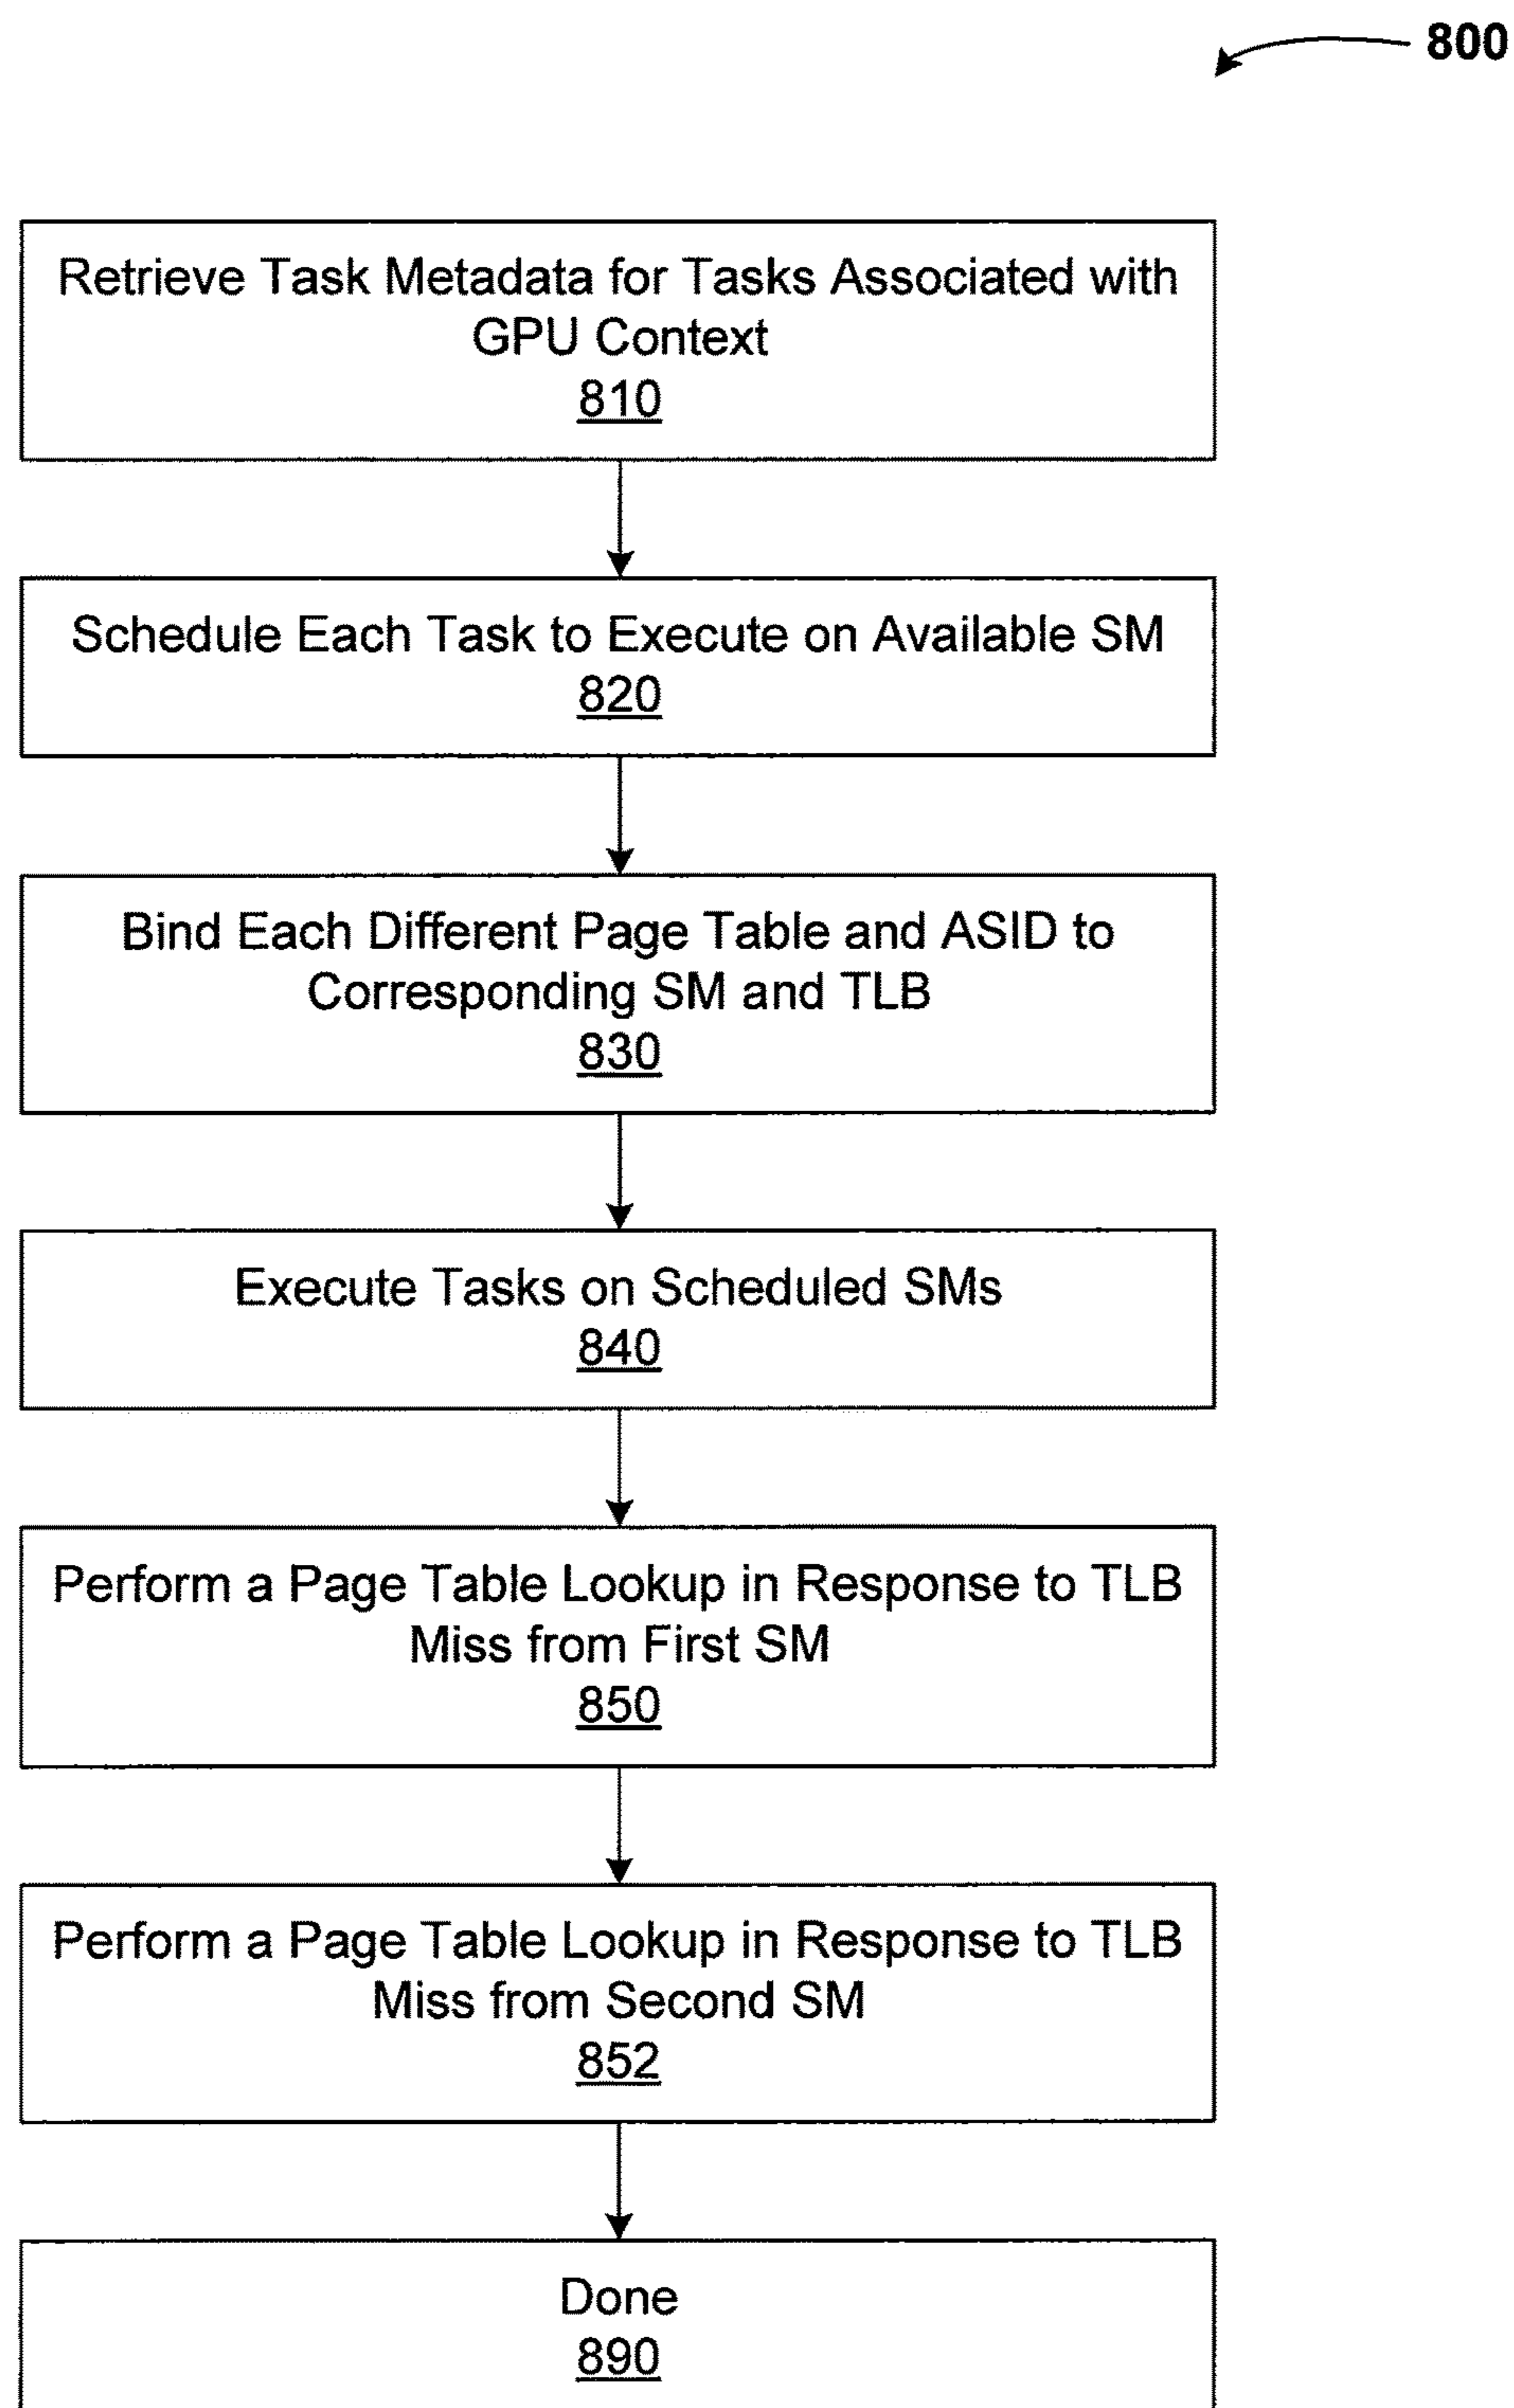 800
Retrieve Task Metadata for Tasks Associated with
GPU Context
810
Schedule Each Task to Execute on Available SM
820
Bind Each Different Page Table and ASID to
Corresponding SM and TLB
830
Execute Tasks on Scheduled SMs
840
Perform a Page Table Lookup in Response to TLB
Miss from First SM
850
Perform a Page Table Lookup in Response to TLB
Miss from Second SM
852
Done
890